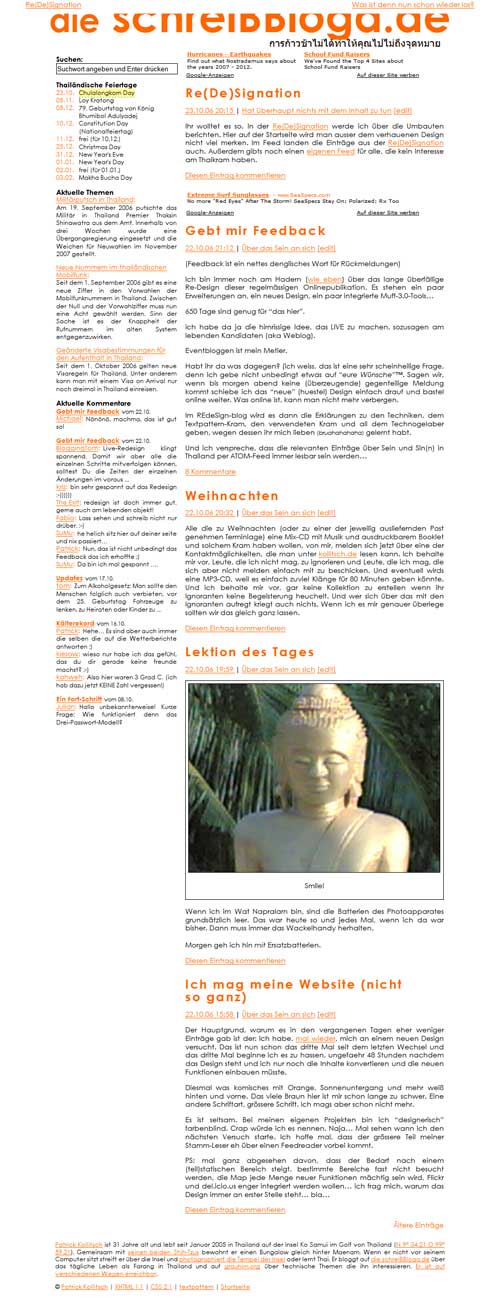 Re(De)Signation
Was ist denn nun schon wieder los?
die schreiBBloga.de
การก้าวช้าไม่ได้ทำให้คุณไปไม่ถึงจุดหมาย
Suchen:
Suchwort angeben und Enter drücken
Thailändische Feiertage
23.10. Chulalongkorn Day
05.11. Loy Kratong
05.12. 79. Geburtstag von König
Bhumibol Adulyadej
(Nationalfeiertag)
10.12. Constitution Day
11.12. frei (für 10.12.)
25.12. Christmas Day
31.12. New Year's Eve
01.01. New Year's Day
02.01. frei (für 01.01.)
03.02. Makha Bucha Day
Aktuelle Themen
Militärputsch in Thailand:
Am 19. September 2006 putschte das
Militär in Thailand Premier Thaksin
Shinawatra aus dem Amt. Innerhalb von
drei Wochen wurde eine
Übergangsregierung eingesetzt und die
Weichen für Neuwahlen im November
2007 gestellt.
Neue Nummern im thailändischen
Mobilfunk:
Seit dem 1. September 2006 gibt es eine
neue Ziffer in den Vorwahlen der
Mobilfunknummern in Thailand. Zwischen
der Null und der Vorwahlziffer muss nun
eine Acht gewählt werden. Sinn der
Sache ist es der Knappheit der
Rufnummern im alten System
entgegenzuwirken.
Geänderte Visabestimmungen für
den Aufenthalt in Thailand:
Seit dem 1. Oktober 2006 gelten neue
Visaregeln für Thailand. Unter anderem
kann man mit einem Visa on Arrival nur
noch dreimal in Thailand einreisen.
Aktuelle Kommentare
Gebt mir Feedback vom 22.10.
Michael: Nönönö, machma, das ist gut
so!
Gebt mir Feedback vom 22.10.
BloggingTom: Live-Redesign klingt
spannend. Damit wir aber alle die
einzelnen Schritte mitverfolgen können,
solltest Du die Zeiten der einzelnen
Änderungen im voraus ...
kris: bin sehr gespannt auf das Redesign
:-))))))
The Exit: redesign ist doch immer gut,
gerne auch am lebenden objekt!
Fabio: Lass sehen und schreib nicht nur
drüber. >:)
SuMu: he helich sitz hier auf deiner seite
und nix passiert...
Patrick: Nun, das ist nicht unbedingt das
Feedback das ich erhoffte ;)
SuMu: Da bin ich mal gespannt ....
Updates vom 17.10.
Tom: Zum Alkoholgesetz: Man sollte den
Menschen folglich auch verbieten, vor
dem 25. Geburtstag Fahrzeuge zu
lenken, zu Heiraten oder Kinder zu ...
Kälterekord vom 16.10.
Patrick: Hehe... Es sind aber auch immer
die selben die auf die Wetterberichte
antworten :)
kiesow: wieso nur habe ich das gefühl,
das du dir gerade keine freunde
machst? ;-)
kahweh: Also hier waren 3 Grad C. (ich
hab dazu jetzt KEINE Zahl vergessen!)
Ein Fort-Schritt vom 08.10.
Julian: Hallo unbekannterweise! Kurze
Frage: Wie funktioniert denn das
Drei-Passwort-Modell?
Hurricanes - Earthquakes
Find out what Nostradamus says about
the years 2007 - 2012.
School Fund Raisers
We've Found the Top 4 Sites about
School Fund Raisers
Google-Anzeigen
Auf dieser Site werben
Re(De)Signation
23.10.06 20:15 | Hat überhaupt nichts mit dem Inhalt zu tun [edit]
Ihr wolltet es so. In der Re(De)Signation werde ich über die Umbauten
berichten. Hier auf der Startseite wird man ausser dem verhauenen Design
nicht viel merken. Im Feed landen die Einträge aus der Re(De)Signation
auch. Außerdem gibts noch einen eigenen Feed für alle, die kein Interesse
am Thaikram haben.
Diesen Eintrag kommentieren
Extreme Surf Sunglasses - www.SeaSpecs.com
No more "Red Eyes" After The Storm! SeaSpecs Stay On; Polarized; Rx Too
Google-Anzeigen
Auf dieser Site werben
Gebt mir Feedback
22.10.06 21:12 | Über das Sein an sich [edit]
(Feedback ist ein nettes denglisches Wort für Rückmeldungen)
Ich bin immer noch am Hadern (wie eben) über das lange überfällige
Re-Design dieser regelmässigen Onlinepublikation. Es stehen ein paar
Erweiterungen an, ein neues Design, ein paar integrierte Muff-3.0-Tools...
650 Tage sind genug für “das hier”.
Ich habe da ja die hirnrissige Idee, das LIVE zu machen, sozusagen am
lebenden Kandidaten (aka Weblog).
Eventbloggen ist mein Metier.
Habt ihr da was dagegen? (Ich weiss, das ist eine sehr scheinheilige Frage,
denn ich gebe nicht unbedingt etwas auf “eure Wünsche”™. Sagen wir,
wenn bis morgen abend keine (überzeugende) gegenteilige Meldung
kommt schiebe ich das “neue” (huestel) Design einfach drauf und bastel
online weiter. Was online ist, kann man nicht mehr verbergen.
Im REdeSign-blog wird es dann die Erklärungen zu den Techniken, dem
Textpattern-Kram, den verwendeten Kram und all dem Technogelaber
geben, wegen dessen ihr mich lieben (bruahahahaha) gelernt habt.
Und ich verspreche, dass die relevanten Einträge über Sein und S(n)n) in
Thailand per ATOM-Feed immer lesbar sein werden...
8 Kommentare
Weihnachten
22.10.06 20:32 | Über das Sein an sich [edit]
Alle die zu Weihnachten (oder zu einer der jeweilig ausliefernden Post
genehmen Terminlage) eine Mix-CD mit Musik und ausdruckbarem Booklet
und solchem Kram haben wollen, von mir, melden sich jetzt über eine der
Kontaktmöglichkeiten, die man unter kollitsch.de lesen kann. Ich behalte
mir vor, Leute, die ich nicht mag, zu ignorieren und Leute, die ich mag, die
sich aber nicht melden einfach mit zu beschicken. Und eventuell wirds
eine MP3-CD, weil es einfach zuviel Klänge für 80 Minuten geben könnte.
Und ich behalte mir vor, gar keine Kollektion zu erstellen wenn ihr
Ignoranten keine Begeisterung heuchelt. Und wer sich über das mit den
Ignoranten aufregt kriegt auch nichts. Wenn ich es mir genauer überlege
sollten wir das gleich ganz lassen.
Diesen Eintrag kommentieren
Lektion des Tages
22.10.06 19:59 | Über das Sein an sich [edit]
Smile!
Wenn ich im Wat Napralarn bin, sind die Batterien des Photoapparates
grundsätzlich leer. Das war heute so und jedes Mal, wenn ich da war
bisher. Dann muss immer das Wackelhandy herhalten.
Morgen geh ich hin mit Ersatzbatterien.
Diesen Eintrag kommentieren
Ich mag meine Website (nicht
so ganz)
22.10.06 15:58 | Über das Sein an sich [edit]
Der Hauptgrund, warum es in den vergangenen Tagen eher weniger
Einträge gab ist der: Ich habe, mal wieder, mich an einem neuen Design
versucht. Das ist nun schon das dritte Mal seit dem letzten Wechsel und
das dritte Mal beginne ich es zu hassen, ungefaehr 48 Stunden nachdem
das Design steht und ich nur noch die Inhalte konvertieren und die neuen
Funktionen einbauen müsste.
Diesmal was komisches mit Orange, Sonnenuntergang und mehr weiß
hinten und vorne. Das viele Braun hier ist mir schon lange zu schwer. Eine
andere Schriftart, grössere Schrift. Ich mags aber schon nicht mehr.
Es ist seltsam. Bei meinen eigenen Projekten bin ich “designerisch”
farbenblind. Crap würde ich es nennen. Naja... Mal sehen wann ich den
nächsten Versuch starte. Ich hoffe mal, dass der grössere Teil meiner
Stamm-Leser eh über einen Feedreader vorbei kommt.
PS: mal ganz abgesehen davon, dass der Bedarf nach einem
(teil)statischen Bereich steigt, bestimmte Bereiche fast nicht besucht
werden, die Map jede Menge neuer Funktionen mächtig sein wird, Flickr
und del.icio.us enger integriert werden wollen... Ich frag mich, warum das
Design immer an erster Stelle steht... bla...
Diesen Eintrag kommentieren
Ältere Einträge
Patrick Kollitsch ist 31 Jahre alt und lebt seit Januar 2005 in Thailand auf der Insel Ko Samui im Golf von Thailand (N 9° 34.21 O 99°
59.21). Gemeinsam mit seinen beiden Shih-Tzus bewohnt er einen Bungalow gleich hinter Maenam. Wenn er nicht vor seinem
Computer sitzt streift er über die Insel und photographiert die Tempel der Insel oder lernt Thai. Er bloggt auf die schreiBBloga.de über
das tägliche Leben als Farang in Thailand und auf grauhirn.org über technische Themen die ihn interessieren. Er ist auf
verschiedenen Wegen erreichbar.
© Patrick Kollitsch | XHTML 1.1 | CSS 2.1 | textpattern | Startseite